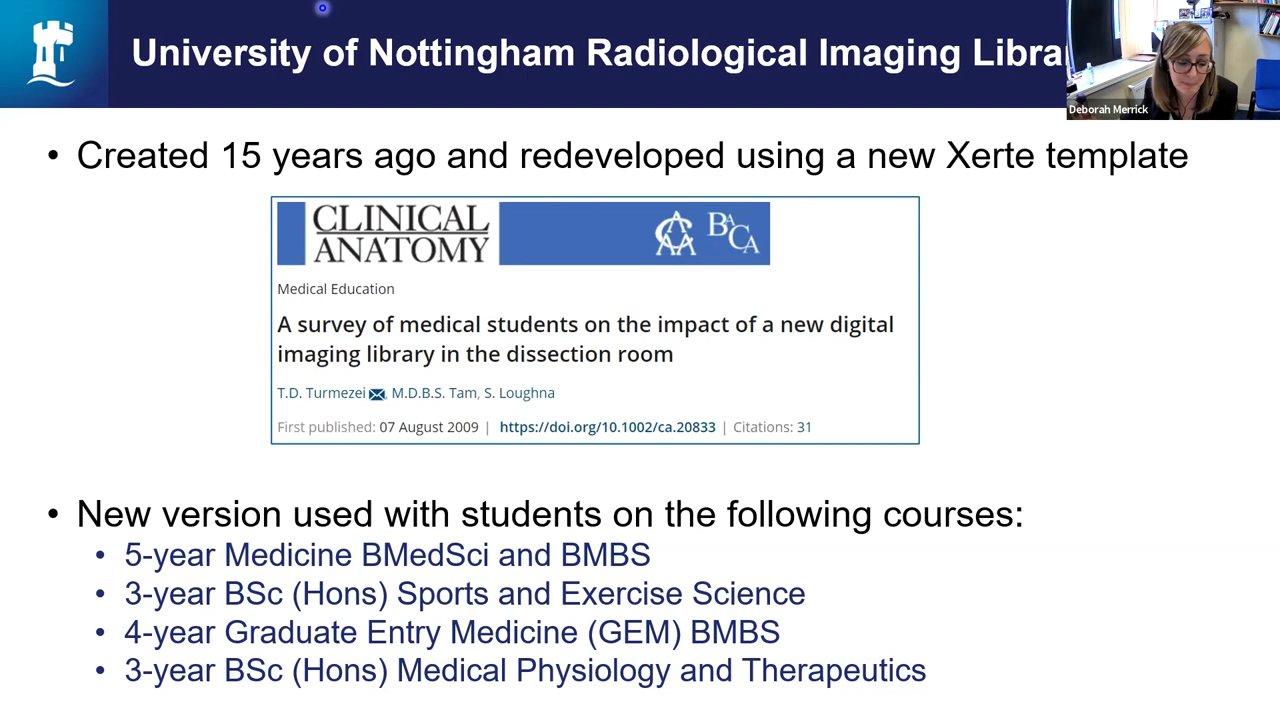 University of Nottingham Radiological Imaging Libra
Deborah Merrick
• Created 15 years ago and redeveloped using a new Xerte template
CLINICAL
ANATOMY
AACA
BACA
Medical Education
A survey of medical students on the impact of a new digital
imaging library in the dissection room
T.D. Turmezei, M.D.B.S. Tam, S. Loughna
First published: 07 August 2009 | https://doi.org/10.1002/ca.20833 | Citations: 31
• New version used with students on the following courses:
• 5-year Medicine BMedSci and BMBS
• 3-year BSc (Hons) Sports and Exercise Science
• 4-year Graduate Entry Medicine (GEM) BMBS
• 3-year BSc (Hons) Medical Physiology and Therapeutics